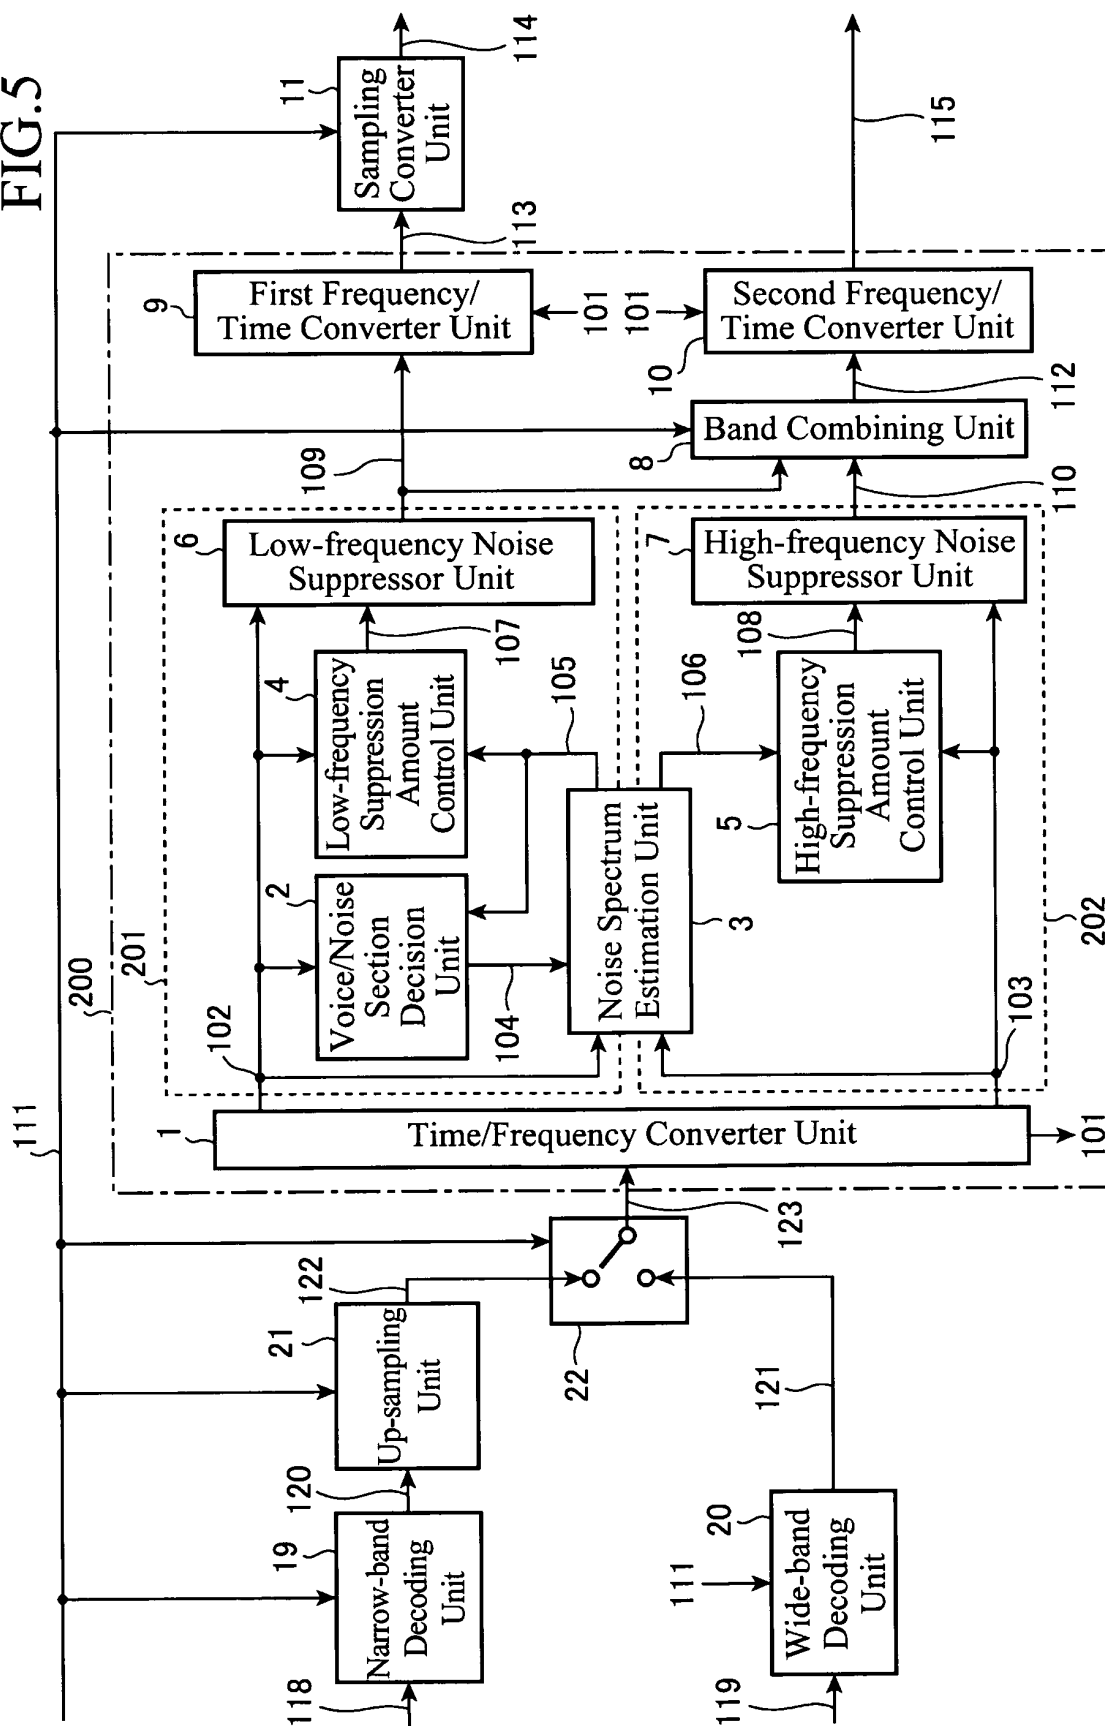 FIG.5
111
118
19
Narrow-band
Decoding
Unit
120
21
Up-sampling
Unit
122
119
111
20
Wide-band
Decoding
Unit
121
22
123
200
1
Time/Frequency Converter Unit
101
201
102
2
Voice/Noise
Section
Decision
Unit
104
4
Low-frequency
Suppression
Amount
Control Unit
107
105
6
Low-frequency Noise
Suppressor Unit
3
Noise Spectrum
Estimation Unit
202
103
106
5
High-frequency
Suppression
Amount
Control Unit
108
7
High-frequency Noise
Suppressor Unit
109
110
8
Band Combining Unit
112
9
First Frequency/
Time Converter Unit
101
101
10
Second Frequency/
Time Converter Unit
113
11
Sampling
Converter
Unit
114
115